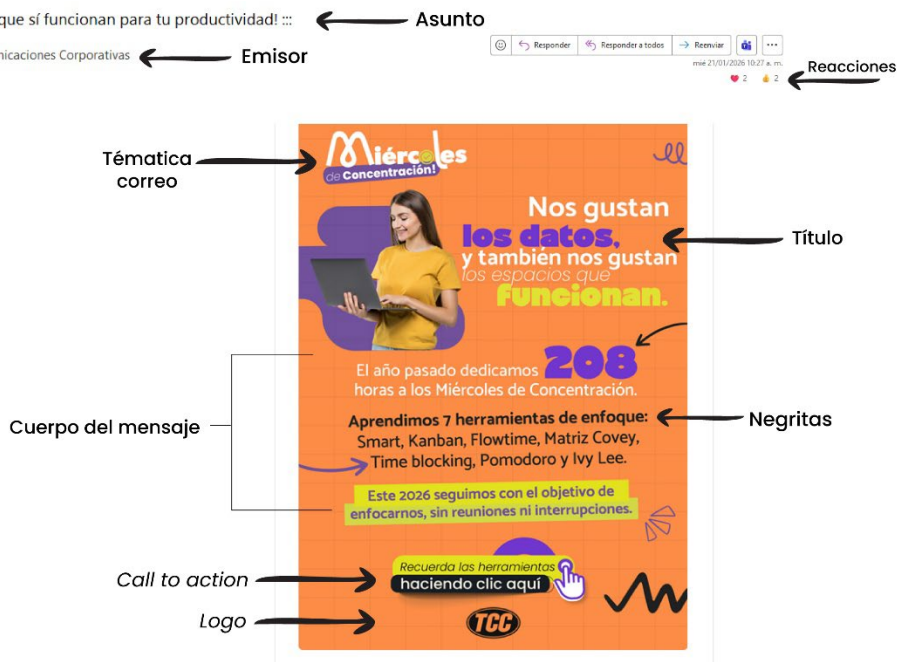 que sí funcionan para tu productividad! :::
Asunto
nicaciones Corporativas
Emisor
Responder
Responder a todos
Reenviar
mié 21/01/2026 10:27 a. m.
2
2
Reacciones
Témática
correo
Miércoles
de Concentración!
Nos gustan
los datos,
y también nos gustan
los espacios que
funcionan.
Título
El año pasado dedicamos 208
horas a los Miércoles de Concentración.
Cuerpo del mensaje
Aprendimos 7 herramientas de enfoque:
Negritas
Smart, Kanban, Flowtime, Matriz Covey,
Time blocking, Pomodoro y Ivy Lee.
Este 2026 seguimos con el objetivo de
enfocarnos, sin reuniones ni interrupciones.
Call to action
Recuerda las herramientas
haciendo clic aquí
Logo
TCC